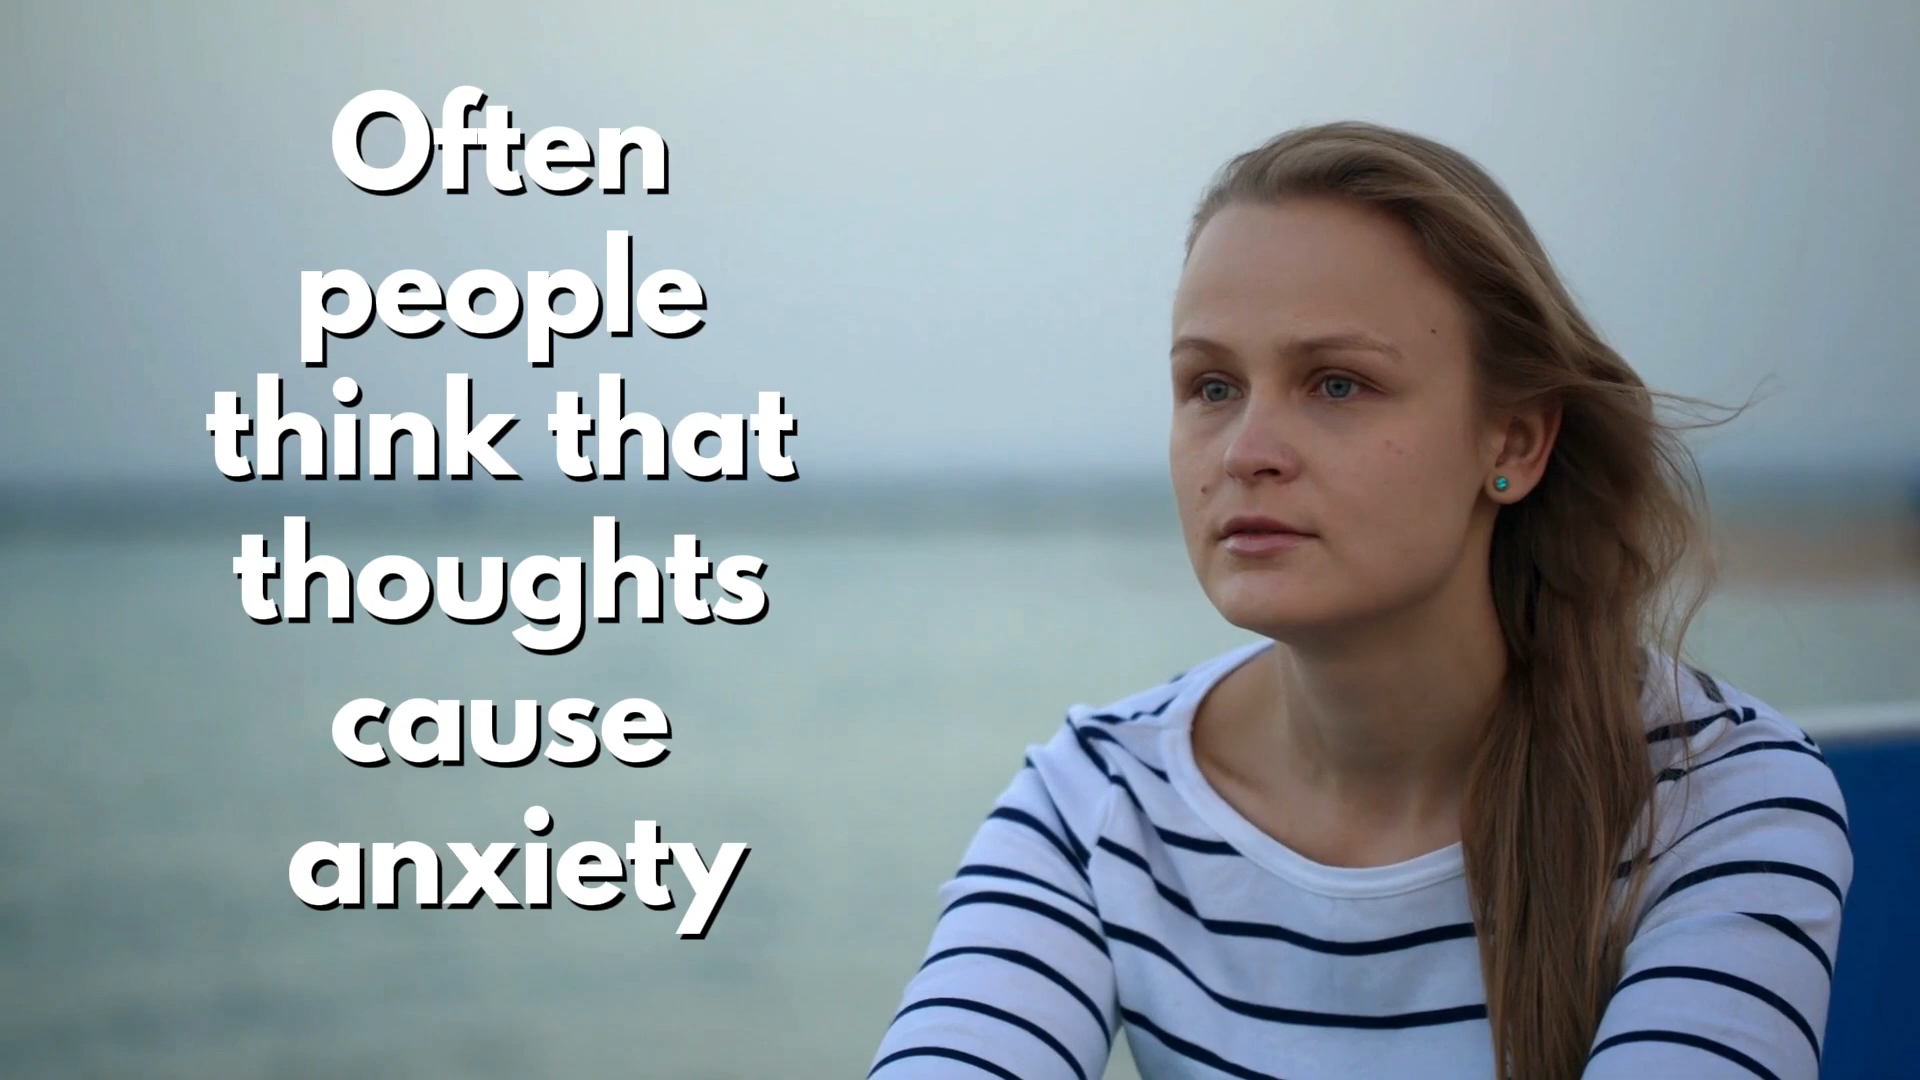 Often
people
think that
thoughts
cause
anxiety